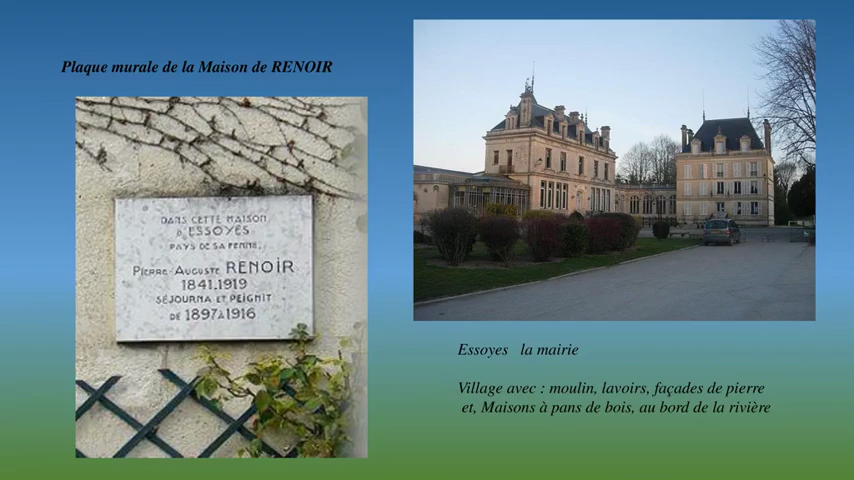 Plaque murale de la Maison de RENOIR
DANS CETTE MAISON
D'ESSOYES
PAYS DE SA FEMME,
PIERRE-AUGUSTE RENOIR
1841.1919
SÉJOURNA ET PEIGNIT
DE 1897 À 1916
Essoyes la mairie
Village avec : moulin, lavoirs, façades de pierre
et, Maisons à pans de bois, au bord de la rivière